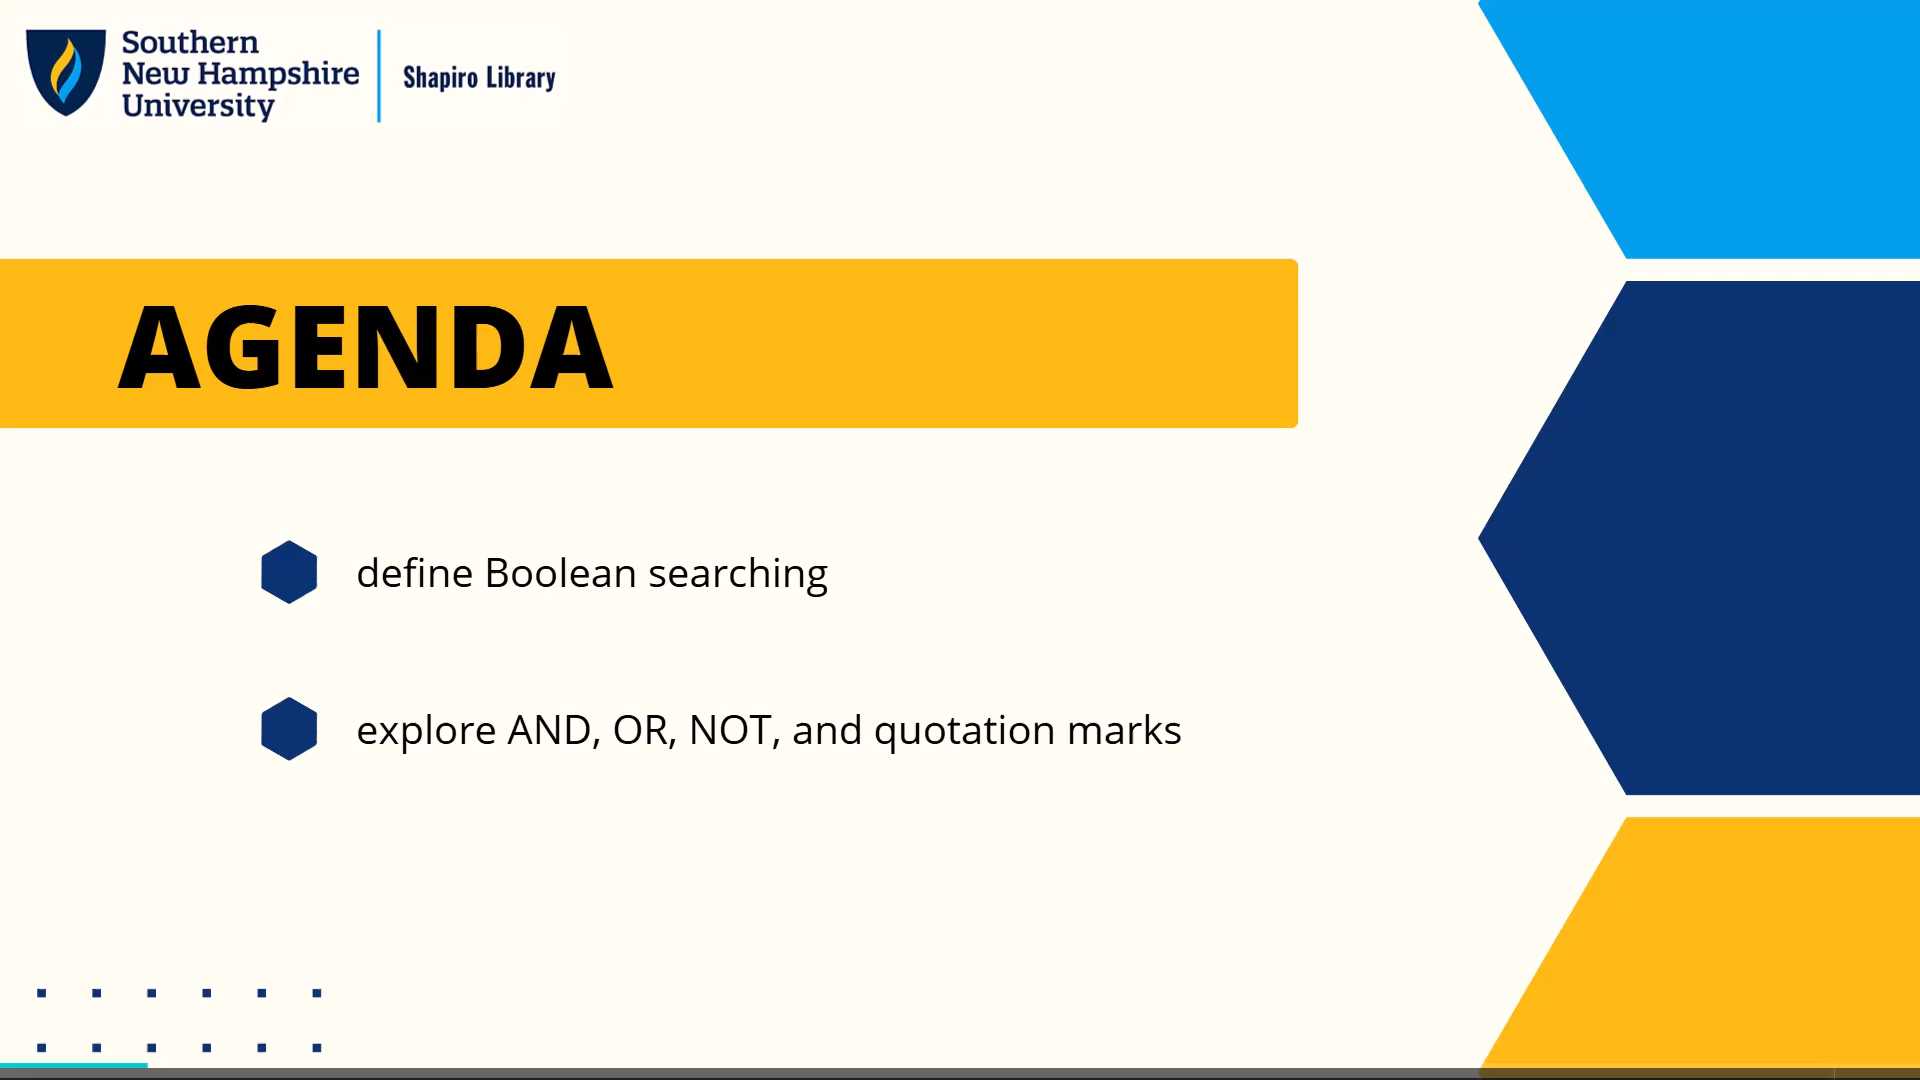 Southern
New Hampshire
University
Shapiro Library
AGENDA
define Boolean searching
explore AND, OR, NOT, and quotation marks